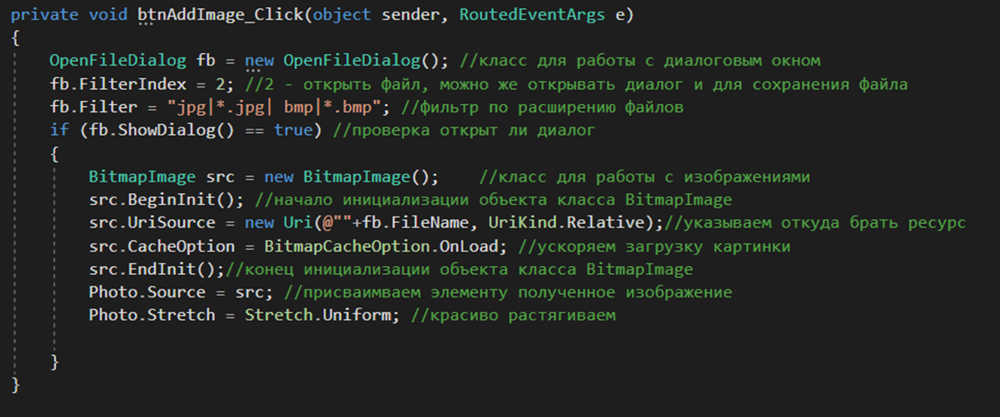 private void btnAddImage_Click(object sender, RoutedEventArgs e)
{
OpenFileDialog fb = new OpenFileDialog(); //класс для работы с диалоговым окном
fb.FilterIndex = 2; //2 - открыть файл, можно же открывать диалог и для сохранения файла
fb.Filter = "jpg|*.jpg| bmp|*.bmp"; //фильтр по расширению файлов
if (fb.ShowDialog() == true) //проверка открыт ли диалог
{
BitmapImage src = new BitmapImage(); //класс для работы с изображениями
src.BeginInit(); //начало инициализации объекта класса BitmapImage
src.UriSource = new Uri(@""+fb.FileName, UriKind.Relative);//указываем откуда брать ресурс
src.CacheOption = BitmapCacheOption.OnLoad; //ускоряем загрузку картинки
src.EndInit();//конец инициализации объекта класса BitmapImage
Photo.Source = src; //присваимваем элементу полученное изображение
Photo.Stretch = Stretch.Uniform; //красиво растягиваем
}
}